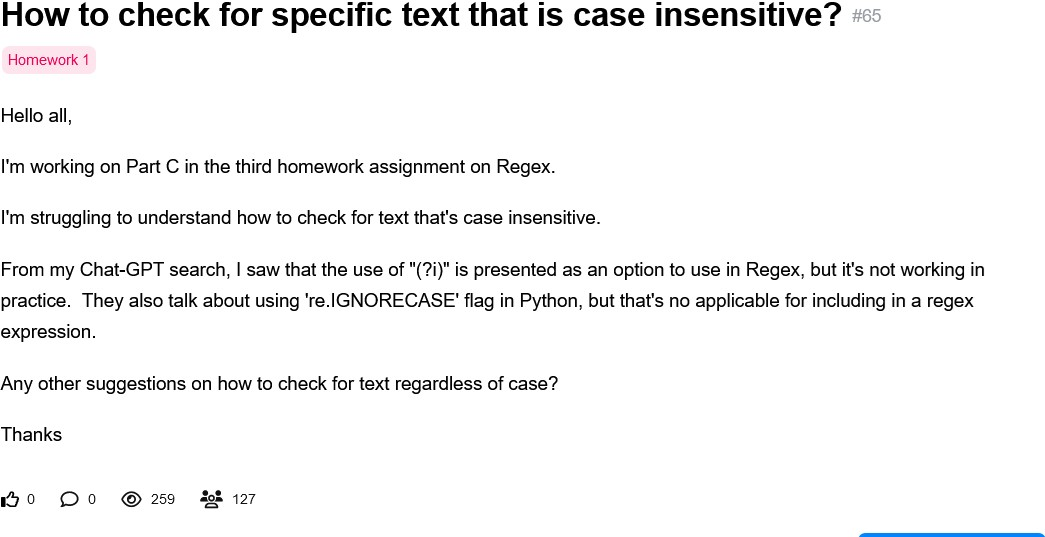 How to check for specific text that is case insensitive? #65
Homework 1
Hello all,
I'm working on Part C in the third homework assignment on Regex.
I'm struggling to understand how to check for text that's case insensitive.
From my Chat-GPT search, I saw that the use of "(?i)" is presented as an option to use in Regex, but it's not working in
practice.  They also talk about using 're.IGNORECASE' flag in Python, but that's no applicable for including in a regex
expression.
Any other suggestions on how to check for text regardless of case?
Thanks
0 0 259 127